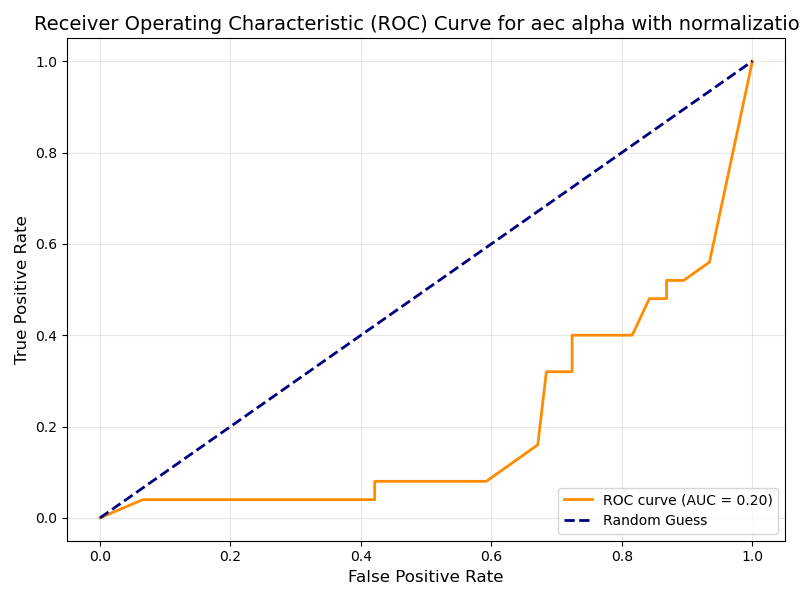 Receiver Operating Characteristic (ROC) Curve for aec alpha with normalizatio
True Positive Rate
1.0
0.8
0.6
0.4
0.2
0.0
0.0 0.2 0.4 0.6 0.8 1.0
False Positive Rate
ROC curve (AUC = 0.20)
Random Guess